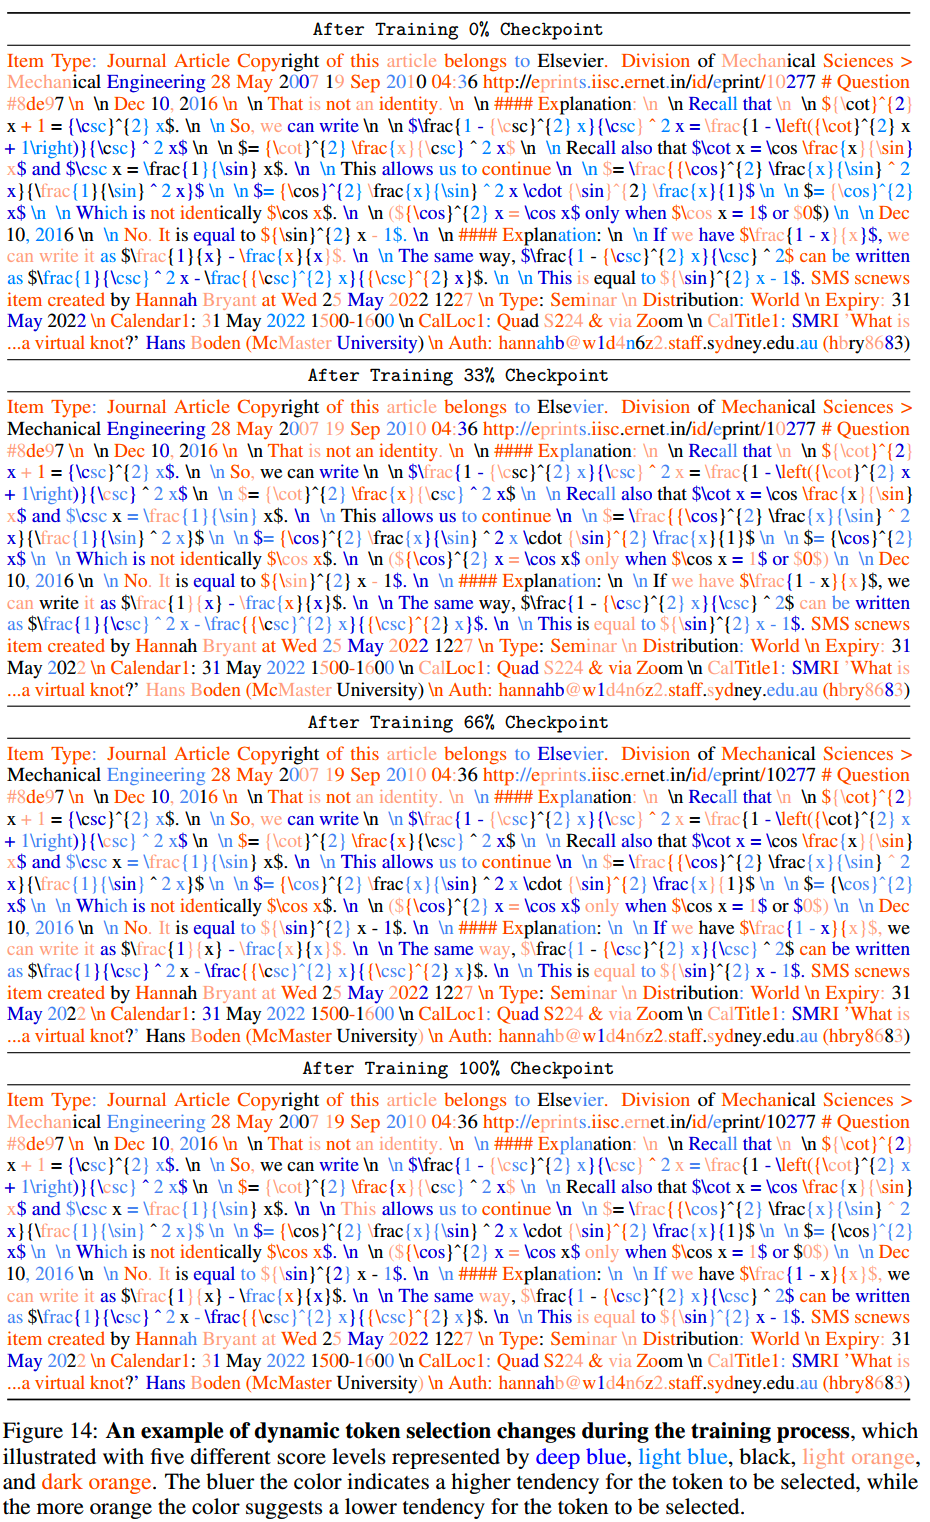 After Training 0% Checkpoint
Item Type: Journal Article Copyright of this article belongs to Elsevier. Division of Mechanical Sciences >
Mechanical Engineering 28 May 2007 19 Sep 2010 04:36 http://eprints.iisc.ernet.in/id/eprint/10277 # Question
#8de97 \n \n Dec 10, 2016 \n \n That is not an identity. \n \n #### Explanation: \n \n Recall that \n \n ${\cot}^{2}
x + 1 = {\csc}^{2} x$. \n \n So, we can write \n \n $\frac{1 - {\csc}^{2} x}{\csc} ^ 2 x = \frac{1 - \left({\cot}^{2} x
+ 1\right)}{\csc} ^ 2 x$ \n \n $= {\cot}^{2} \frac{x}{\csc} ^ 2 x$ \n \n Recall also that $\cot x = \cos \frac{x}{\sin}
x$ and $\csc x = \frac{1}{\sin} x$. \n \n This allows us to continue \n \n $= \frac{{\cos}^{2} \frac{x}{\sin} ^ 2
x}{\frac{1}{\sin} ^ 2 x}$ \n \n $= {\cos}^{2} \frac{x}{\sin} ^ 2 x \cdot {\sin}^{2} \frac{x}{1}$ \n \n $= {\cos}^{2}
x$ \n \n Which is not identically $\cos x$. \n \n (${\cos}^{2} x = \cos x$ only when $\cos x = 1$ or $0$) \n \n Dec
10, 2016 \n \n No. It is equal to ${\sin}^{2} x - 1$. \n \n #### Explanation: \n \n If we have $\frac{1 - x}{x}$, we
can write it as $\frac{1}{x} - \frac{x}{x}$. \n \n The same way, $\frac{1 - {\csc}^{2} x}{\csc} ^ 2$ can be written
as $\frac{1}{\csc} ^ 2 x - \frac{{\csc}^{2} x}{{\csc}^{2} x}$. \n \n This is equal to ${\sin}^{2} x - 1$. SMS scnews
item created by Hannah Bryant at Wed 25 May 2022 1227 \n Type: Seminar \n Distribution: World \n Expiry: 31
May 2022 \n Calendar1: 31 May 2022 1500-1600 \n CalLoc1: Quad S224 & via Zoom \n CalTitle1: SMRI 'What is
...a virtual knot?' Hans Boden (McMaster University) \n Auth: hannahb@w1d4n6z2.staff.sydney.edu.au (hbry8683)
After Training 33% Checkpoint
Item Type: Journal Article Copyright of this article belongs to Elsevier. Division of Mechanical Sciences >
Mechanical Engineering 28 May 2007 19 Sep 2010 04:36 http://eprints.iisc.ernet.in/id/eprint/10277 # Question
#8de97 \n \n Dec 10, 2016 \n \n That is not an identity. \n \n #### Explanation: \n \n Recall that \n \n ${\cot}^{2}
x + 1 = {\csc}^{2} x$. \n \n So, we can write \n \n $\frac{1 - {\csc}^{2} x}{\csc} ^ 2 x = \frac{1 - \left({\cot}^{2} x
+ 1\right)}{\csc} ^ 2 x$ \n \n $= {\cot}^{2} \frac{x}{\csc} ^ 2 x$ \n \n Recall also that $\cot x = \cos \frac{x}{\sin}
x$ and $\csc x = \frac{1}{\sin} x$. \n \n This allows us to continue \n \n $= \frac{{\cos}^{2} \frac{x}{\sin} ^ 2
x}{\frac{1}{\sin} ^ 2 x}$ \n \n $= {\cos}^{2} \frac{x}{\sin} ^ 2 x \cdot {\sin}^{2} \frac{x}{1}$ \n \n $= {\cos}^{2}
x$ \n \n Which is not identically $\cos x$. \n \n (${\cos}^{2} x = \cos x$ only when $\cos x = 1$ or $0$) \n \n Dec
10, 2016 \n \n No. It is equal to ${\sin}^{2} x - 1$. \n \n #### Explanation: \n \n If we have $\frac{1 - x}{x}$, we
can write it as $\frac{1}{x} - \frac{x}{x}$. \n \n The same way, $\frac{1 - {\csc}^{2} x}{\csc} ^ 2$ can be written
as $\frac{1}{\csc} ^ 2 x - \frac{{\csc}^{2} x}{{\csc}^{2} x}$. \n \n This is equal to ${\sin}^{2} x - 1$. SMS scnews
item created by Hannah Bryant at Wed 25 May 2022 1227 \n Type: Seminar \n Distribution: World \n Expiry: 31
May 2022 \n Calendar1: 31 May 2022 1500-1600 \n CalLoc1: Quad S224 & via Zoom \n CalTitle1: SMRI 'What is
...a virtual knot?' Hans Boden (McMaster University) \n Auth: hannahb@w1d4n6z2.staff.sydney.edu.au (hbry8683)
After Training 66% Checkpoint
Item Type: Journal Article Copyright of this article belongs to Elsevier. Division of Mechanical Sciences >
Mechanical Engineering 28 May 2007 19 Sep 2010 04:36 http://eprints.iisc.ernet.in/id/eprint/10277 # Question
#8de97 \n \n Dec 10, 2016 \n \n That is not an identity. \n \n #### Explanation: \n \n Recall that \n \n ${\cot}^{2}
x + 1 = {\csc}^{2} x$. \n \n So, we can write \n \n $\frac{1 - {\csc}^{2} x}{\csc} ^ 2 x = \frac{1 - \left({\cot}^{2} x
+ 1\right)}{\csc} ^ 2 x$ \n \n $= {\cot}^{2} \frac{x}{\csc} ^ 2 x$ \n \n Recall also that $\cot x = \cos \frac{x}{\sin}
x$ and $\csc x = \frac{1}{\sin} x$. \n \n This allows us to continue \n \n $= \frac{{\cos}^{2} \frac{x}{\sin} ^ 2
x}{\frac{1}{\sin} ^ 2 x}$ \n \n $= {\cos}^{2} \frac{x}{\sin} ^ 2 x \cdot {\sin}^{2} \frac{x}{1}$ \n \n $= {\cos}^{2}
x$ \n \n Which is not identically $\cos x$. \n \n (${\cos}^{2} x = \cos x$ only when $\cos x = 1$ or $0$) \n \n Dec
10, 2016 \n \n No. It is equal to ${\sin}^{2} x - 1$. \n \n #### Explanation: \n \n If we have $\frac{1 - x}{x}$, we
can write it as $\frac{1}{x} - \frac{x}{x}$. \n \n The same way, $\frac{1 - {\csc}^{2} x}{\csc} ^ 2$ can be written
as $\frac{1}{\csc} ^ 2 x - \frac{{\csc}^{2} x}{{\csc}^{2} x}$. \n \n This is equal to ${\sin}^{2} x - 1$. SMS scnews
item created by Hannah Bryant at Wed 25 May 2022 1227 \n Type: Seminar \n Distribution: World \n Expiry: 31
May 2022 \n Calendar1: 31 May 2022 1500-1600 \n CalLoc1: Quad S224 & via Zoom \n CalTitle1: SMRI 'What is
...a virtual knot?' Hans Boden (McMaster University) \n Auth: hannahb@w1d4n6z2.staff.sydney.edu.au (hbry8683)
After Training 100% Checkpoint
Item Type: Journal Article Copyright of this article belongs to Elsevier. Division of Mechanical Sciences >
Mechanical Engineering 28 May 2007 19 Sep 2010 04:36 http://eprints.iisc.ernet.in/id/eprint/10277 # Question
#8de97 \n \n Dec 10, 2016 \n \n That is not an identity. \n \n #### Explanation: \n \n Recall that \n \n ${\cot}^{2}
x + 1 = {\csc}^{2} x$. \n \n So, we can write \n \n $\frac{1 - {\csc}^{2} x}{\csc} ^ 2 x = \frac{1 - \left({\cot}^{2} x
+ 1\right)}{\csc} ^ 2 x$ \n \n $= {\cot}^{2} \frac{x}{\csc} ^ 2 x$ \n \n Recall also that $\cot x = \cos \frac{x}{\sin}
x$ and $\csc x = \frac{1}{\sin} x$. \n \n This allows us to continue \n \n $= \frac{{\cos}^{2} \frac{x}{\sin} ^ 2
x}{\frac{1}{\sin} ^ 2 x}$ \n \n $= {\cos}^{2} \frac{x}{\sin} ^ 2 x \cdot {\sin}^{2} \frac{x}{1}$ \n \n $= {\cos}^{2}
x$ \n \n Which is not identically $\cos x$. \n \n (${\cos}^{2} x = \cos x$ only when $\cos x = 1$ or $0$) \n \n Dec
10, 2016 \n \n No. It is equal to ${\sin}^{2} x - 1$. \n \n #### Explanation: \n \n If we have $\frac{1 - x}{x}$, we
can write it as $\frac{1}{x} - \frac{x}{x}$. \n \n The same way, $\frac{1 - {\csc}^{2} x}{\csc} ^ 2$ can be written
as $\frac{1}{\csc} ^ 2 x - \frac{{\csc}^{2} x}{{\csc}^{2} x}$. \n \n This is equal to ${\sin}^{2} x - 1$. SMS scnews
item created by Hannah Bryant at Wed 25 May 2022 1227 \n Type: Seminar \n Distribution: World \n Expiry: 31
May 2022 \n Calendar1: 31 May 2022 1500-1600 \n CalLoc1: Quad S224 & via Zoom \n CalTitle1: SMRI 'What is
...a virtual knot?' Hans Boden (McMaster University) \n Auth: hannahb@w1d4n6z2.staff.sydney.edu.au (hbry8683)
Figure 14: An example of dynamic token selection changes during the training process, which
illustrated with five different score levels represented by deep blue, light blue, black, light orange,
and dark orange. The bluer the color indicates a higher tendency for the token to be selected, while
the more orange the color suggests a lower tendency for the token to be selected.